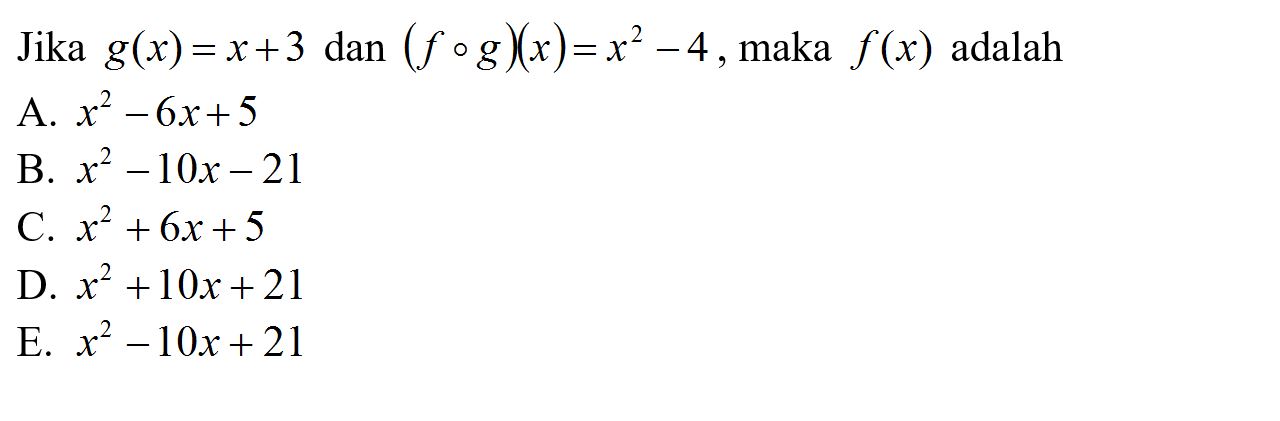 Jika g(x) = x + 3 dan (f ∘ g)(x) = x² − 4, maka f(x) adalah
A. x² − 6x + 5
B. x² − 10x − 21
C. x² + 6x + 5
D. x² + 10x + 21
E. x² − 10x + 21